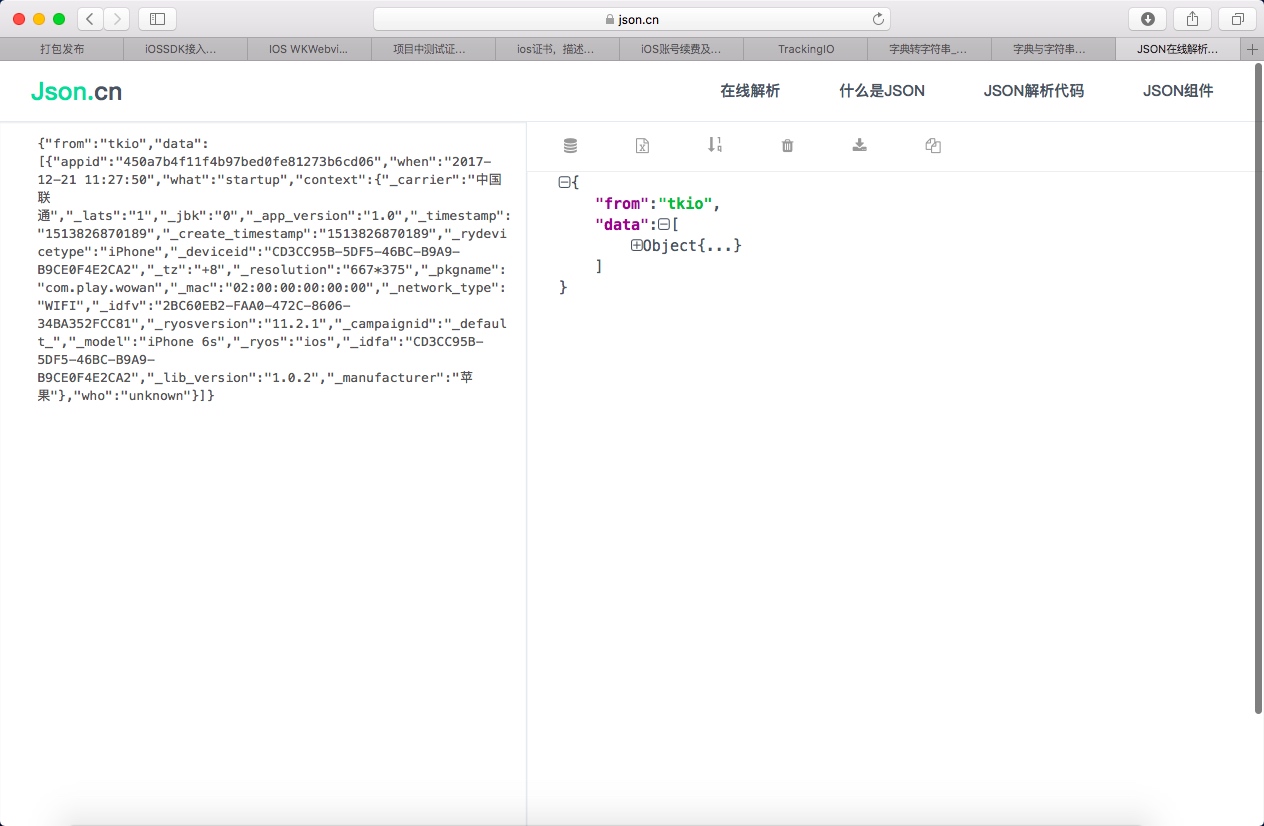 json.cn
打包发布
iOSSDK接入...
IOS WKWebvi...
项目中测试证...
ios证书，描述...
iOS账号续费及...
TrackingIO
字典转字符串_...
字典与字符串...
JSON在线解析...
Json.cn
在线解析
什么是JSON
JSON解析代码
JSON组件
{"from":"tkio","data":
[{"appid":"450a7b4f11f4b97bed0fe81273b6cd06","when":"2017-
12-21 11:27:50","what":"startup","context":{"_carrier":"中国
联
通","_lats":"1","_jbk":"0","_app_version":"1.0","_timestamp":
"1513826870189","_create_timestamp":"1513826870189","_rydevi
cetype":"iPhone","_deviceid":"CD3CC95B-5DF5-46BC-B9A9-
B9CE0F4E2CA2","_tz":"+8","_resolution":"667*375","_pkgname":
"com.play.wowan","_mac":"02:00:00:00:00:00","_network_type":
"WIFI","_idfv":"2BC60EB2-FAA0-472C-8606-
34BA352FCC81","_ryosversion":"11.2.1","_campaignid":"_defaul
t_","_model":"iPhone 6s","_ryos":"ios","_idfa":"CD3CC95B-
5DF5-46BC-B9A9-
B9CE0F4E2CA2","_lib_version":"1.0.2","_manufacturer":"苹
果"},"who":"unknown"}]}
{
"from":"tkio",
"data":[
Object{...}
]
}